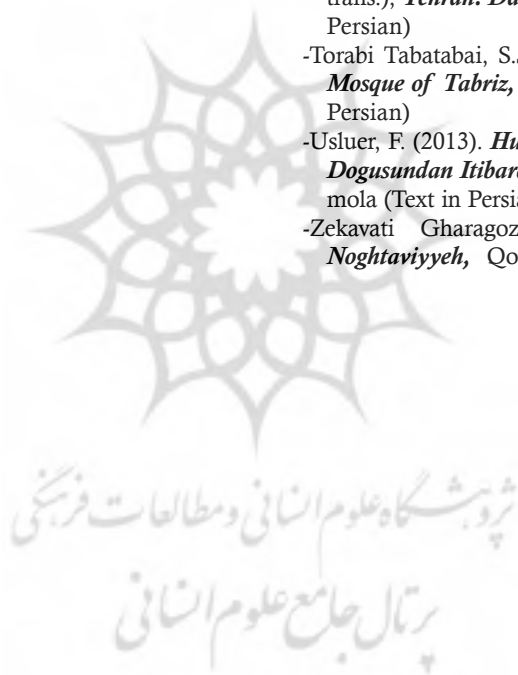 trans.), Tehran: Da
Persian)
-Torabi Tabatabai, S.
Mosque of Tabriz,
Persian)
-Usluer, F. (2013). Hu
Dogusundan Itibar
mola (Text in Persia
-Zekavati Gharagoz
Noghtaviyyeh, Qo
پژوهشگاه علوم انسانی و مطالعات فرهنگی
پرتال جامع علوم انسانی